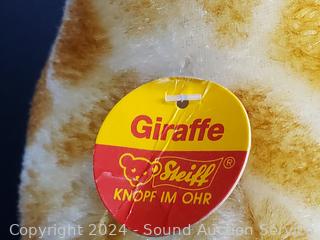 Giraffe
Steiff ®
KNOPF IM OHR
Copyright 2024 - Sound Auction Service